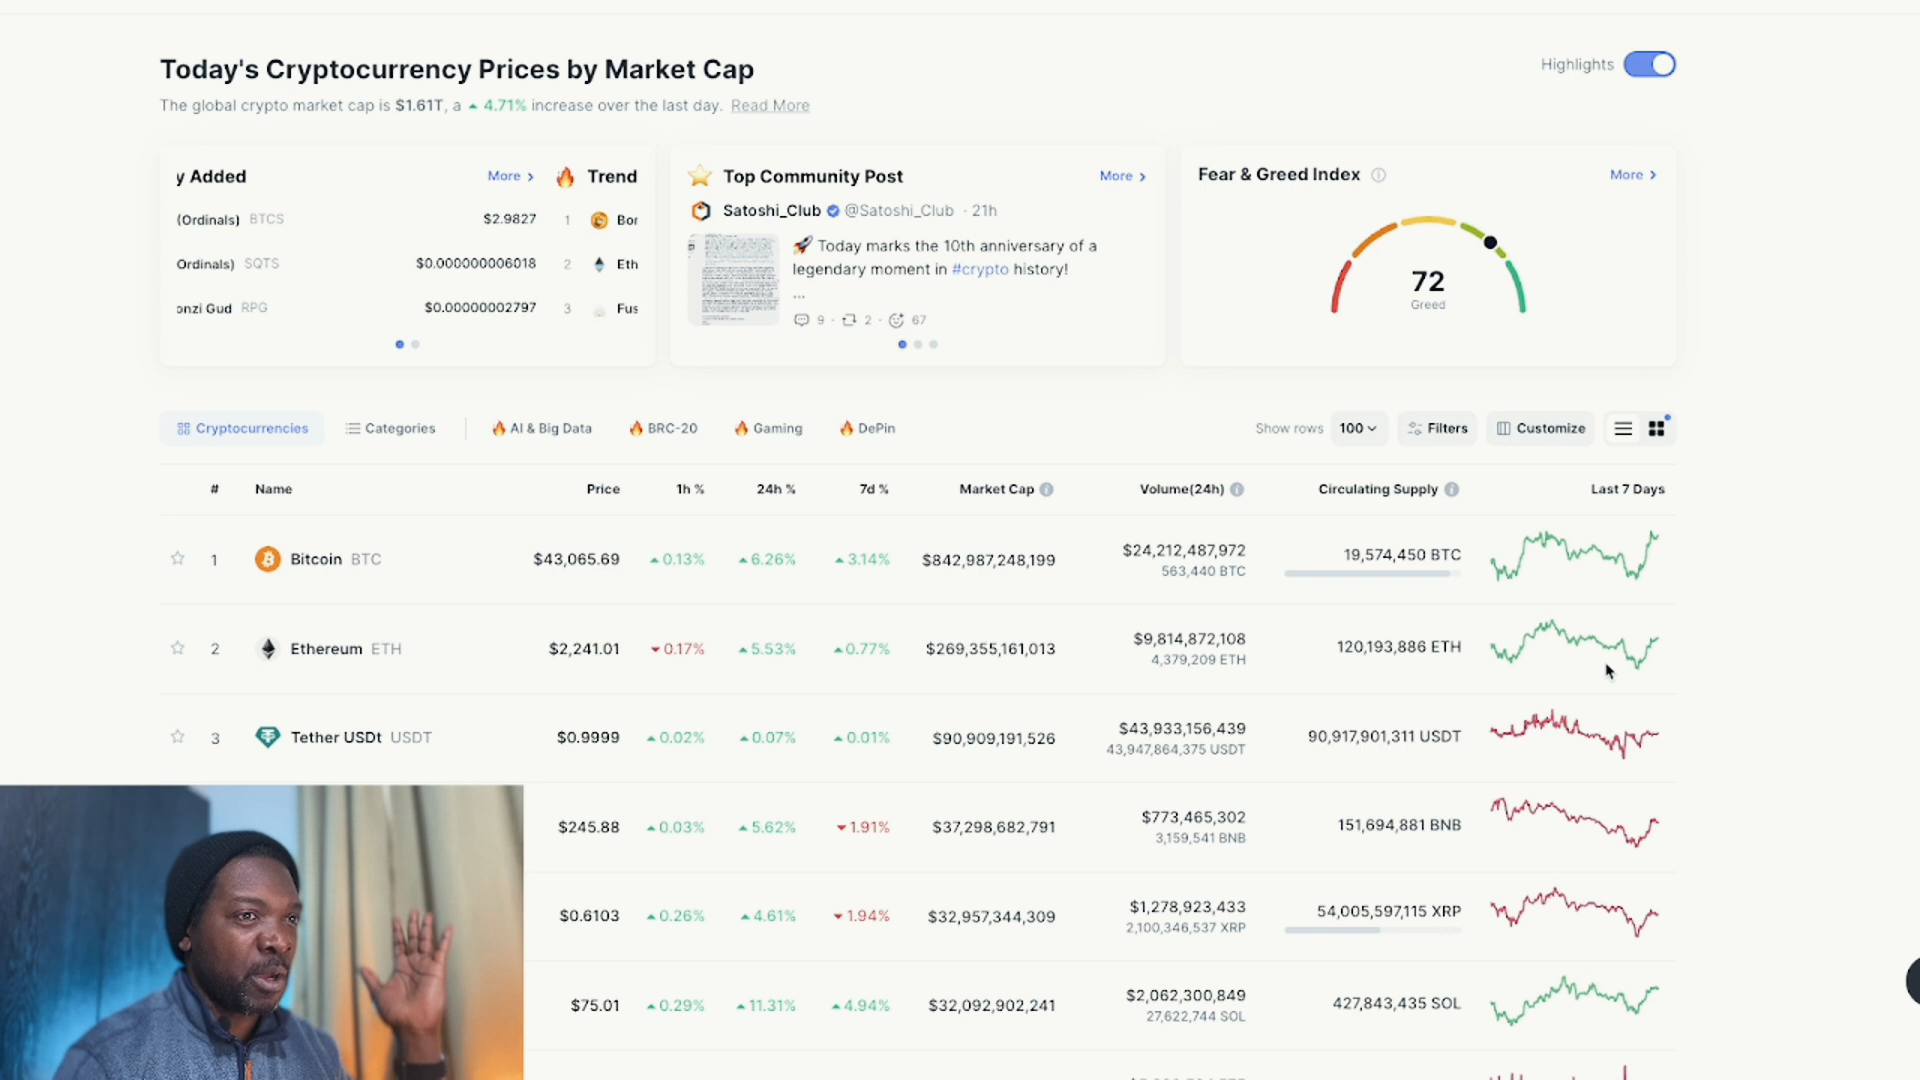 Today's Cryptocurrency Prices by Market Cap
Highlights
The global crypto market cap is $1.61T, a 4.71% increase over the last day. Read More
y Added More >
(Ordinals) BTCS $2.9827
Ordinals) SQTS $0.000000006018
onzi Gud RPG $0.00000002797
Trend
1 Bor
2 Eth
3 Fus
Top Community Post More >
Satoshi_Club @Satoshi_Club · 21h
Today marks the 10th anniversary of a
legendary moment in #crypto history!
...
9 · 2 · 67
Fear & Greed Index More >
72
Greed
Cryptocurrencies Categories AI & Big Data BRC-20 Gaming DePin Show rows 100 Filters Customize
# Name Price 1h % 24h % 7d % Market Cap Volume(24h) Circulating Supply Last 7 Days
1 Bitcoin BTC $43,065.69 0.13% 6.26% 3.14% $842,987,248,199 $24,212,487,972 19,574,450 BTC
563,440 BTC
2 Ethereum ETH $2,241.01 0.17% 5.53% 0.77% $269,355,161,013 $9,814,872,108 120,193,886 ETH
4,379,209 ETH
3 Tether USDt USDT $0.9999 0.02% 0.07% 0.01% $90,909,191,526 $43,933,156,439 90,917,901,311 USDT
43,947,864,375 USDT
$245.88 0.03% 5.62% 1.91% $37,298,682,791 $773,465,302 151,694,881 BNB
3,159,541 BNB
$0.6103 0.26% 4.61% 1.94% $32,957,344,309 $1,278,923,433 54,005,597,115 XRP
2,100,346,537 XRP
$75.01 0.29% 11.31% 4.94% $32,092,902,241 $2,062,300,849 427,843,435 SOL
27,622,744 SOL